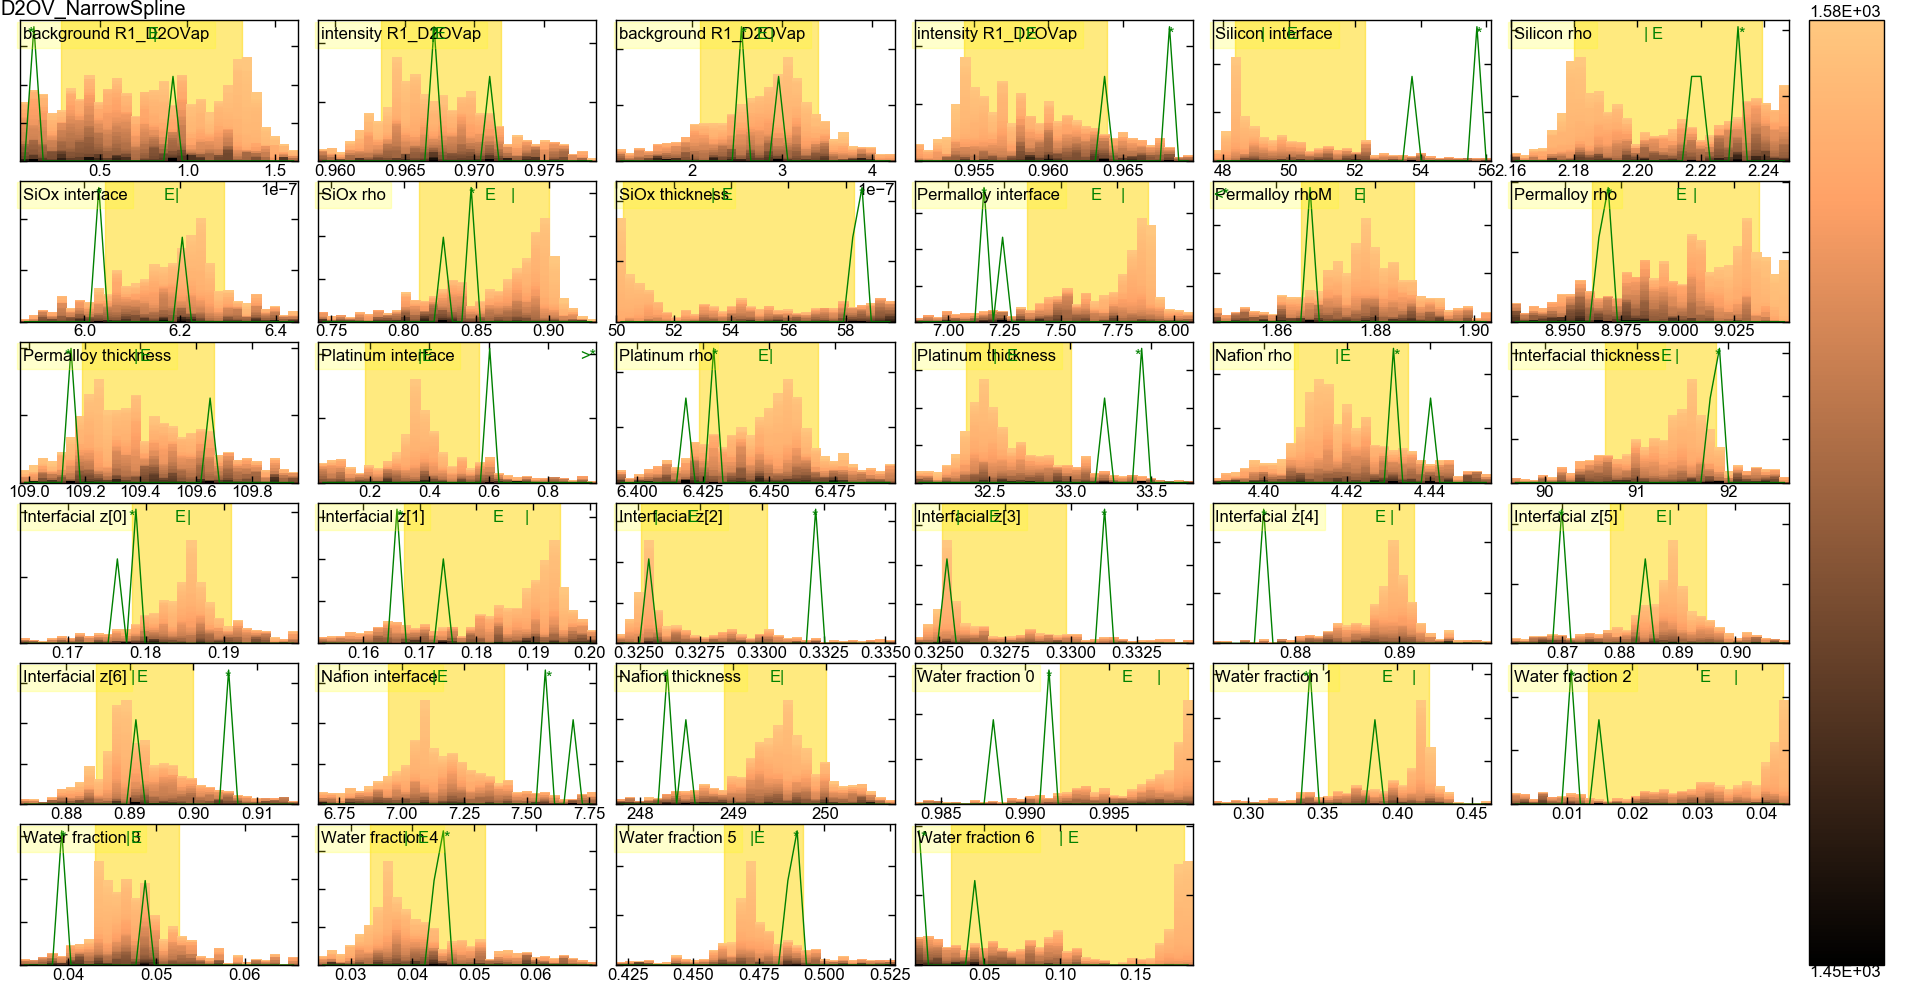 D2OV_NarrowSpline
1.58E+03
background R1_D2OVap
intensity R1_D2OVap
background R1_D2OVap
intensity R1_D2OVap
Silicon interface
Silicon rho
0.5 1.0 1.5
0.960 0.965 0.970 0.975
2 3 4
0.955 0.960 0.965
48 50 52 54 56
2.16 2.18 2.20 2.22 2.24
SiOx interface E| 1e-7
SiOx rho E |
SiOx thickness |E 1e-7
Permalloy interface E |
Permalloy rhoM E|
Permalloy rho E |
6.0 6.2 6.4
0.75 0.80 0.85 0.90
50 52 54 56 58
7.00 7.25 7.50 7.75 8.00
1.86 1.88 1.90
8.950 8.975 9.000 9.025
Permalloy thickness |E
Platinum interface >*
Platinum rho * E|
Platinum thickness *
Nafion rho |E *
Interfacial thickness E |
109.0 109.2 109.4 109.6 109.8
0.2 0.4 0.6 0.8
6.400 6.425 6.450 6.475
32.5 33.0 33.5
4.40 4.42 4.44
90 91 92
Interfacial z[0] * E|
Interfacial z[1] E |
Interfacial z[2] *
Interfacial z[3] *
Interfacial z[4] E |
Interfacial z[5] E|
0.17 0.18 0.19
0.16 0.17 0.18 0.19 0.20
0.3250 0.3275 0.3300 0.3325 0.3350
0.3250 0.3275 0.3300 0.3325
0.88 0.89
0.87 0.88 0.89 0.90
Interfacial z[6] |E *
Nafion interface |E *
Nafion thickness E|
Water fraction 0 * E |
Water fraction 1 E |
Water fraction 2 E |
0.88 0.89 0.90 0.91
6.75 7.00 7.25 7.50 7.75
248 249 250
0.985 0.990 0.995
0.30 0.35 0.40 0.45
0.01 0.02 0.03 0.04
Water fraction 3 |E
Water fraction 4 E *
Water fraction 5 |E *
Water fraction 6 | E
0.04 0.05 0.06
0.03 0.04 0.05 0.06
0.425 0.450 0.475 0.500 0.525
0.05 0.10 0.15
1.45E+03